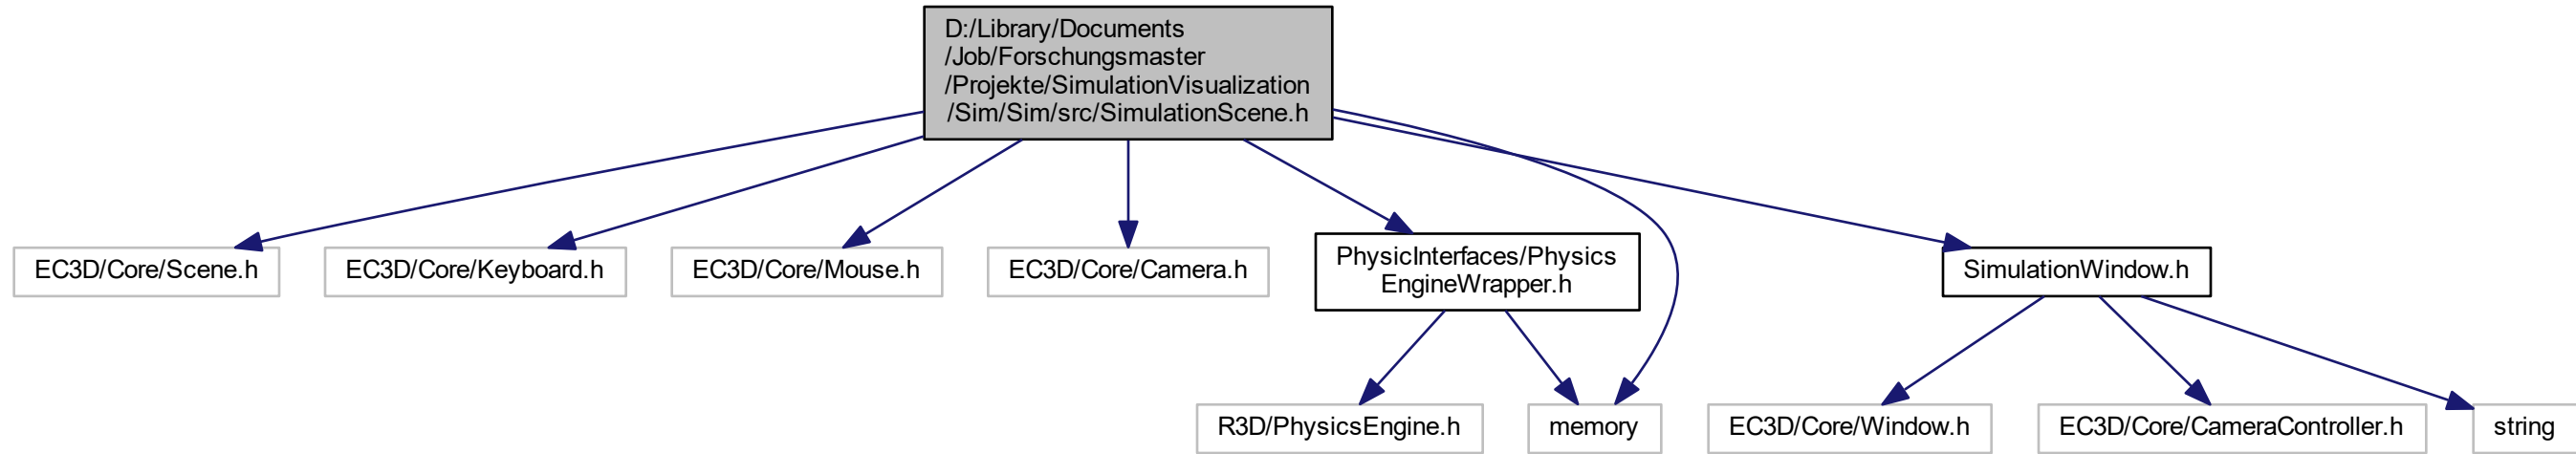 D:/Library/Documents
/Job/Forschungsmaster
/Projekte/SimulationVisualization
/Sim/Sim/src/SimulationScene.h
EC3D/Core/Scene.h
EC3D/Core/Keyboard.h
EC3D/Core/Mouse.h
EC3D/Core/Camera.h
PhysicInterfaces/Physics
EngineWrapper.h
SimulationWindow.h
R3D/PhysicsEngine.h
memory
EC3D/Core/Window.h
EC3D/Core/CameraController.h
string